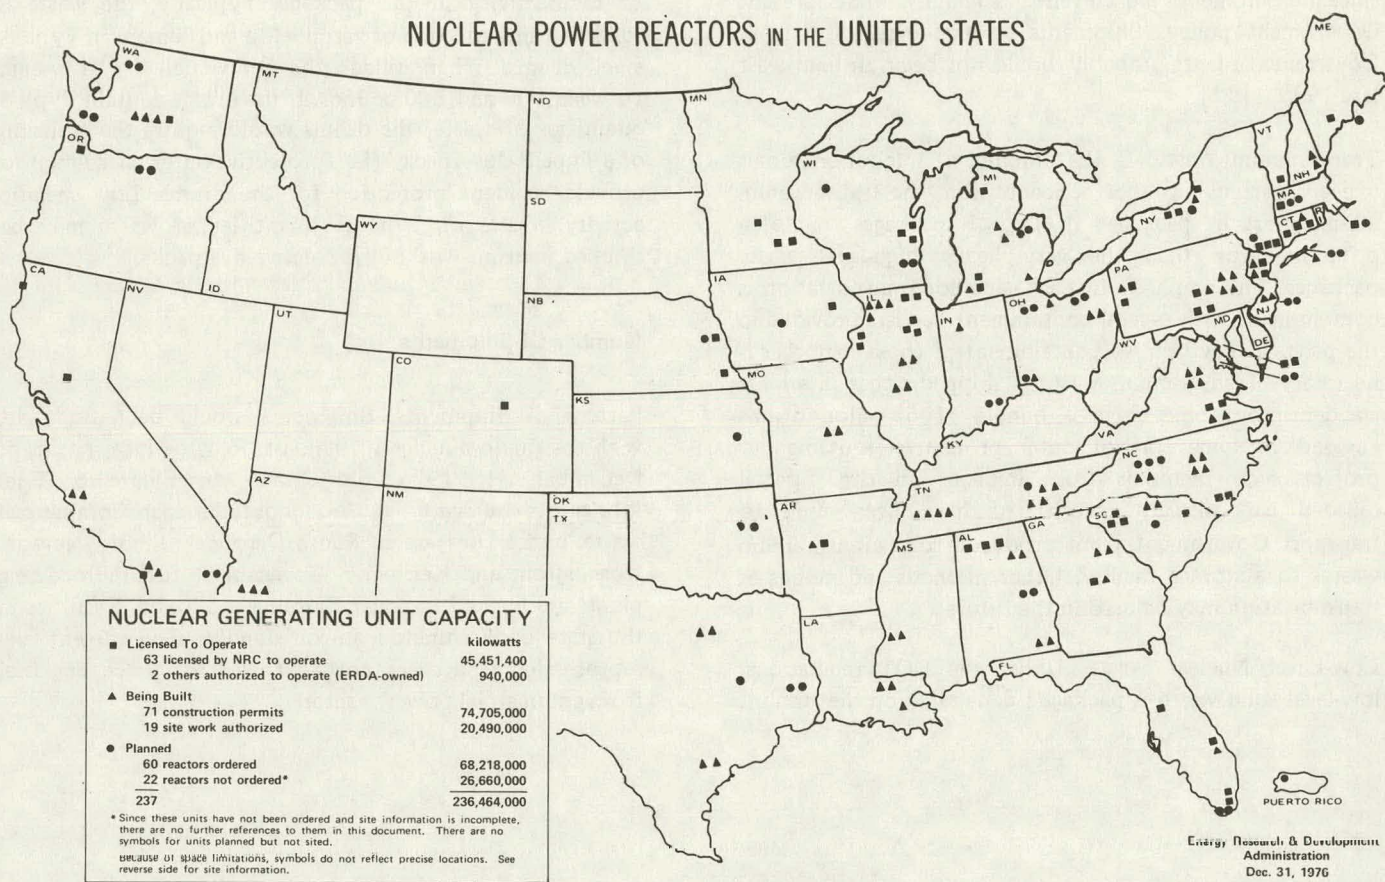 NUCLEAR POWER REACTORS IN THE UNITED STATES
ME
WA
MT
ND
MN
OR
VT
WI
MI
NH
MA
SD
NY
CT
R.I.
WY
CA
NV
ID
IA
PA
UT
NB
IL
IN
OH
NJ
MD
WV
DE
CO
MO
KS
KY
VA
NC
AZ
NM
OK
TN
TX
AR
SC
GA
AL
MS
LA
FL
NUCLEAR GENERATING UNIT CAPACITY
■ Licensed To Operate Kilowatts
63 licensed by NRC to operate 45,451,400
2 others authorized to operate (ERDA-owned) 940,000
▲ Being Built
71 construction permits 74,705,000
19 site work authorized 20,490,000
● Planned
60 reactors ordered 68,218,000
22 reactors not ordered* 26,660,000
237 236,464,000
* Since these units have not been ordered and site information is incomplete,
there are no further references to them in this document. There are no
symbols for units planned but not sited.
Because of space limitations, symbols do not reflect precise locations. See
reverse side for site information.
PUERTO RICO
Energy Research & Development
Administration
Dec. 31, 1976